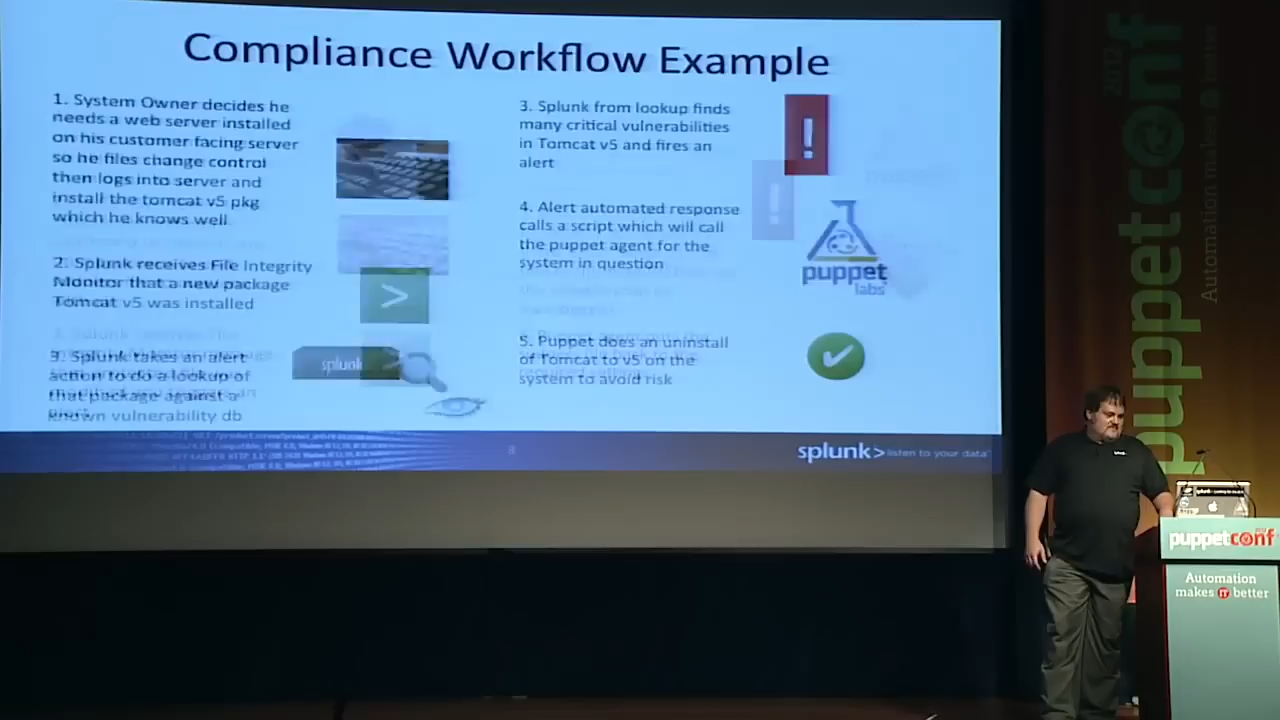 Compliance Workflow Example
1. System Owner decides he
needs a web server installed
on his customer facing server
so he files change control
then logs into server and
install the tomcat v5 pkg
which he knows well
2. Splunk receives File Integrity
Monitor that a new package
Tomcat v5 was installed
3. Splunk takes an alert
action to do a lookup of
that package against a
known vulnerability db
splunk
3. Splunk from lookup finds
many critical vulnerabilities
in Tomcat v5 and fires an
alert
4. Alert automated response
calls a script which will call
the puppet agent for the
system in question
puppet
labs
5. Puppet does an uninstall
of Tomcat to v5 on the
system to avoid risk
8
splunk> listen to your data
puppetconf
2012
Automation makes it better
puppetconf
Automation
makes IT better